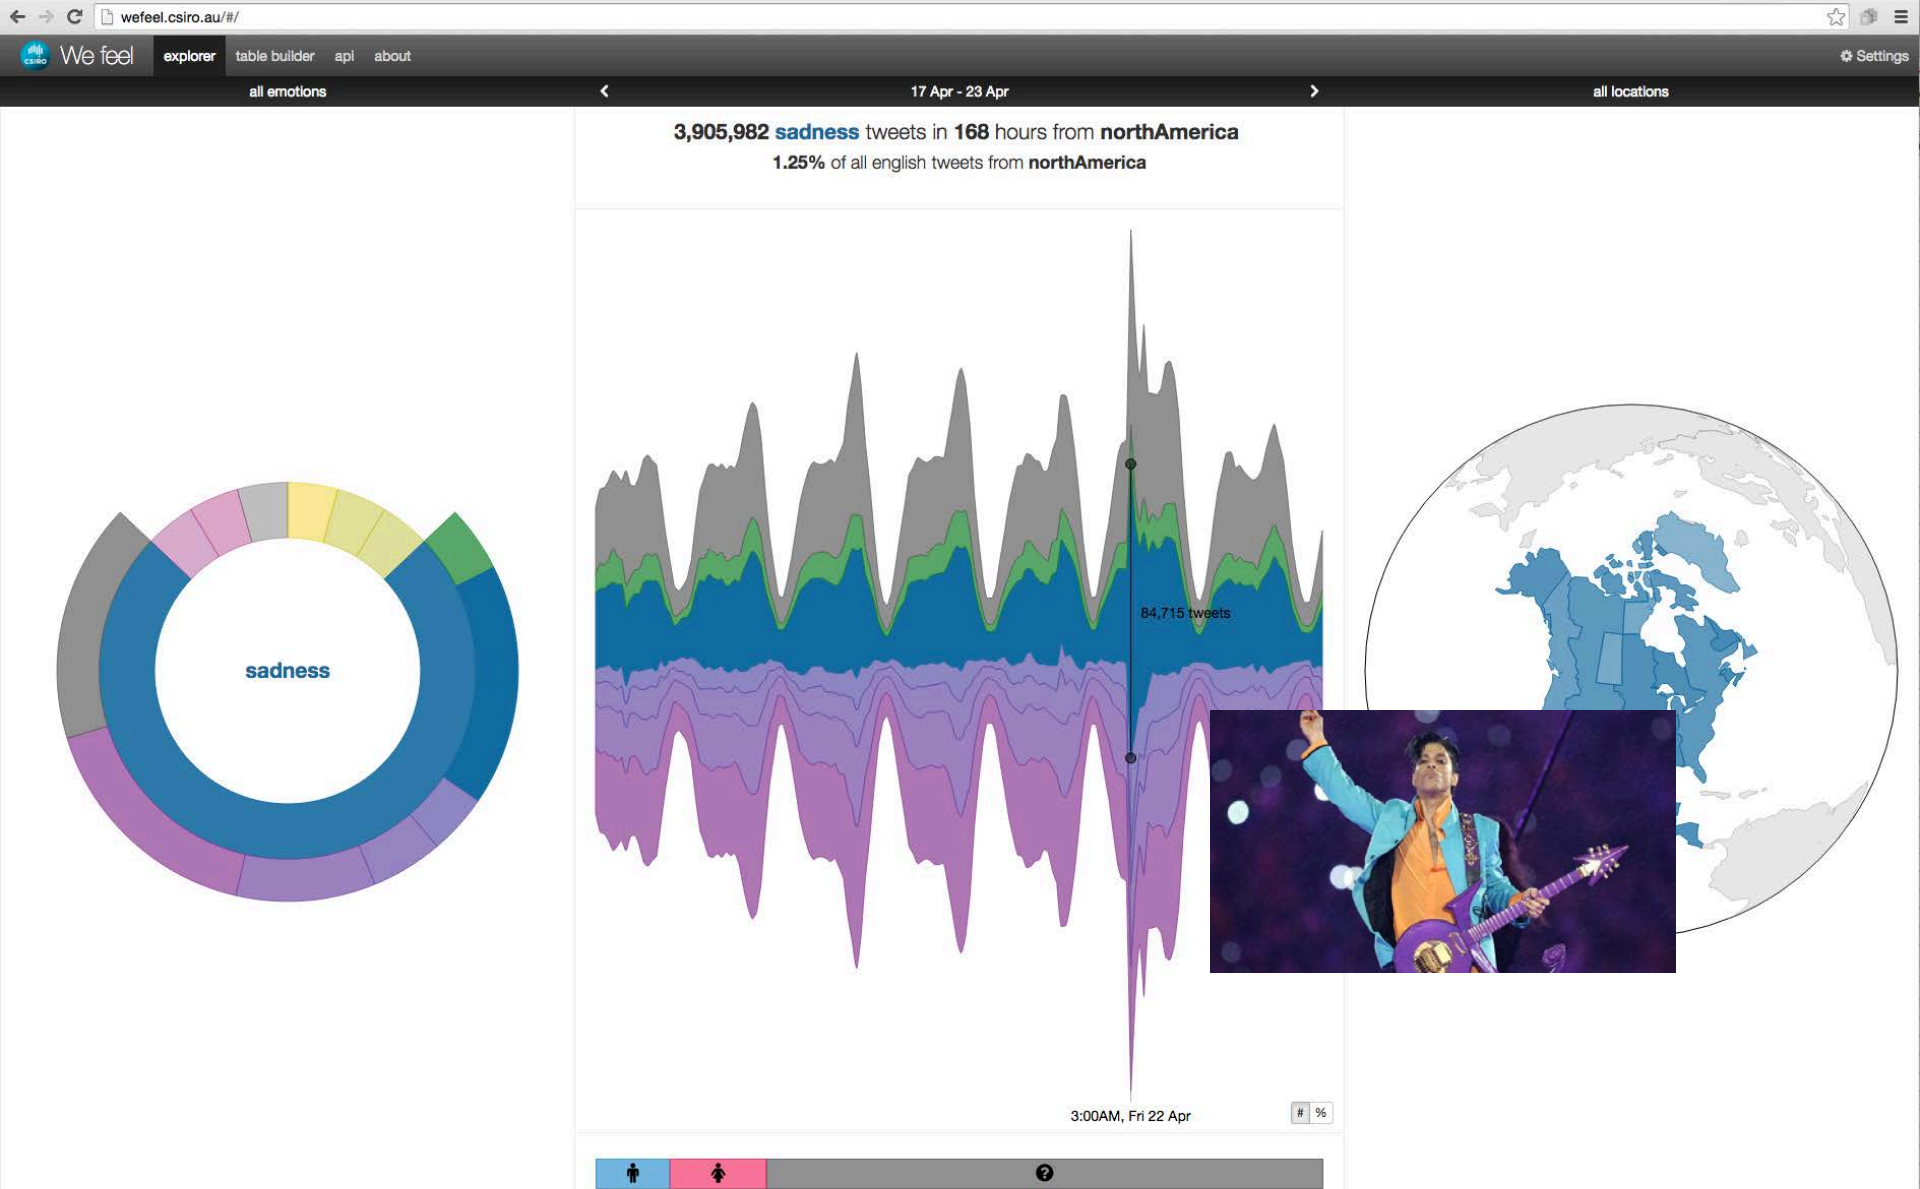 wefeel.csiro.au/#/
CSIRO
We feel
explorer
table builder
api
about
Settings
all emotions
17 Apr - 23 Apr
all locations
3,905,982 sadness tweets in 168 hours from northAmerica
1.25% of all english tweets from northAmerica
sadness
84,715 tweets
3:00AM, Fri 22 Apr
# %
?